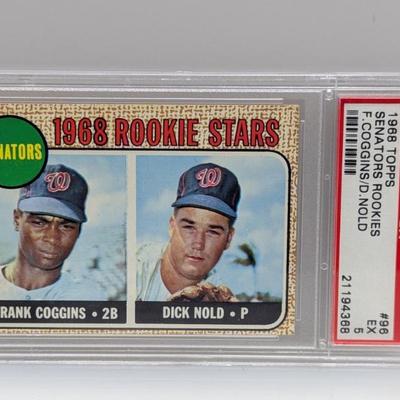 NATORS
1968 ROOKIE STARS
W
W
RANK COGGINS • 2B
DICK NOLD • P
1968 TOPPS
SENATORS ROOKIES
F.COGGINS/D.NOLD
#96
EX
5
21194368